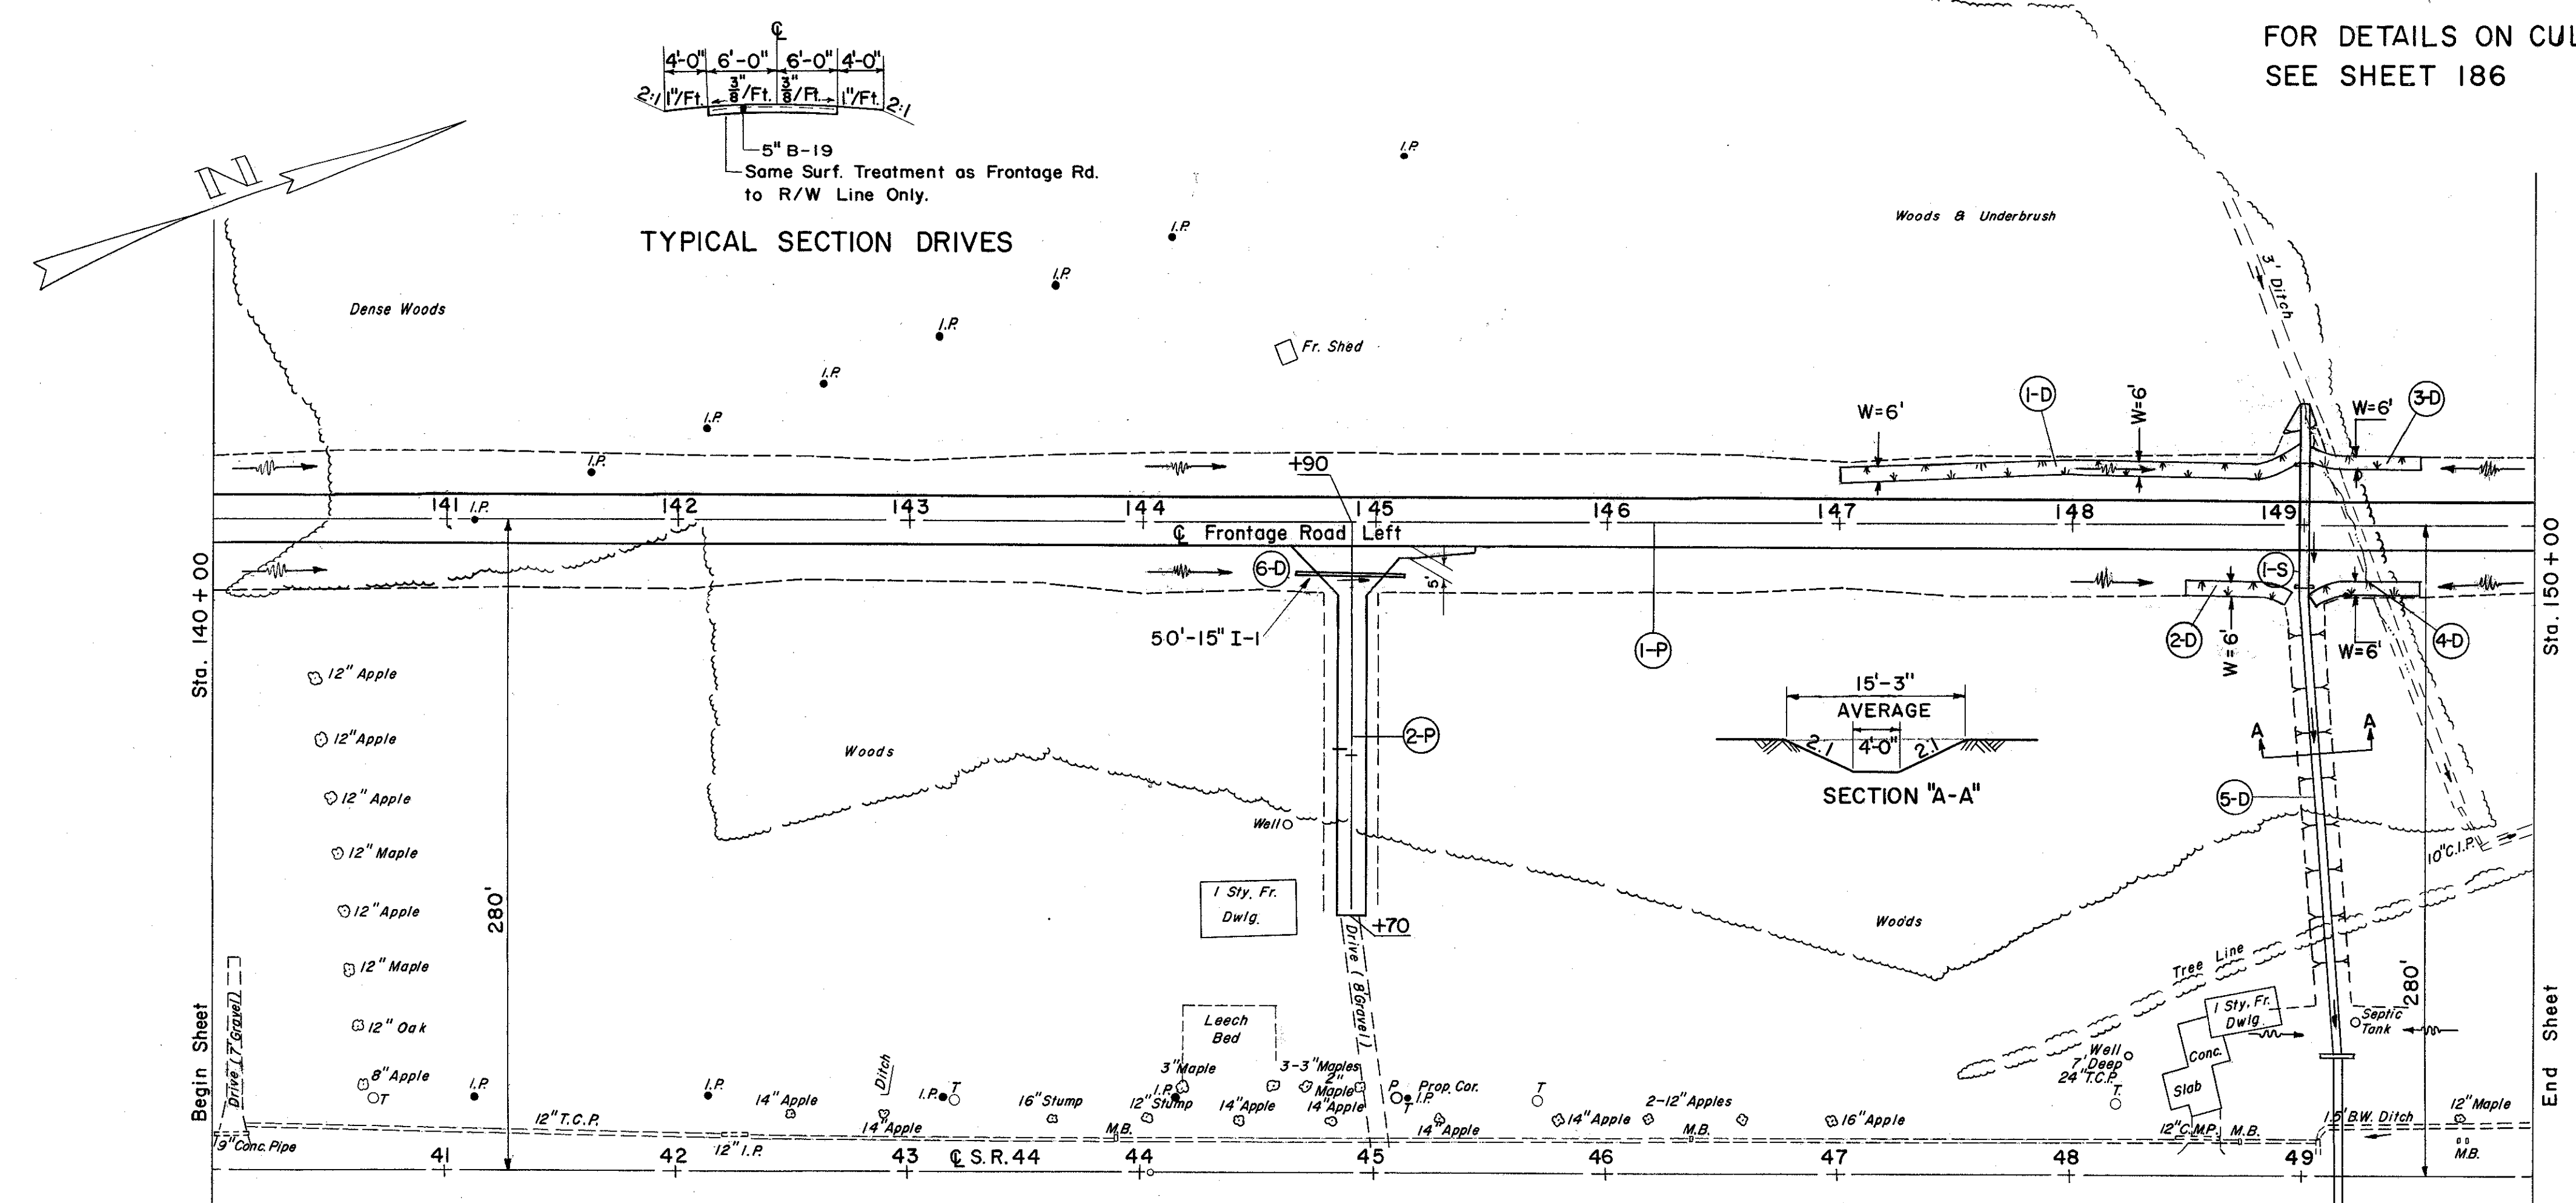 FOR DETAILS ON CUL
SEE SHEET 186
℄
4'-0" 6'-0" 6'-0" 4'-0"
2:1 1"/Ft. 3/8"/Ft. 3/8"/Ft. 1"/Ft. 2:1
5" B-19
Same Surf. Treatment as Frontage Rd.
to R/W Line Only.
TYPICAL SECTION DRIVES
N
I.P.
I.P.
I.P.
I.P.
I.P.
I.P.
I.P.
I.P.
Woods & Underbrush
3' Ditch
Dense Woods
Fr. Shed
W=6'
1-D
W=6'
W=6'
3-D
+90
141 142 143 144 145 146 147 148 149
℄ Frontage Road Left
Sta. 140 + 00
Sta. 150 + 00
6-D
5'
50'-15" I-1
1-P
1-S
2-D
W=6'
W=6'
4-D
12" Apple
12" Apple
12" Apple
12" Maple
12" Apple
12" Maple
12" Oak
8" Apple
T
280'
Woods
2-P
15'-3"
AVERAGE
2:1 4'-0" 2:1
SECTION "A-A"
A A
5-D
Well
10" C.I.P.
1 Sty. Fr.
Dwlg.
+70
Drive (8' Gravel)
Woods
Tree Line
280'
Begin Sheet
End Sheet
Drive (7' Gravel)
Leech
Bed
1 Sty. Fr.
Dwlg.
Septic
Tank
Conc.
Slab
Well
7' Deep
24" T.C.P.
T.
I.P.
I.P.
14" Apple
Ditch
I.P.
T
16" Stump
3" Maple
I.P.
12" Stump
14" Apple
3-3" Maples
2"
Maple
14" Apple
P
T
Prop. Cor.
I.P.
T
14" Apple
2-12" Apples
16" Apple
1.5' B.W. Ditch
12" Maple
12" T.C.P.
14" Apple
M.B.
14" Apple
M.B.
12" C.M.P.
M.B.
M.B.
19" Conc. Pipe
12" I.P.
41 42 43 ℄ S.R. 44 44 45 46 47 48 49